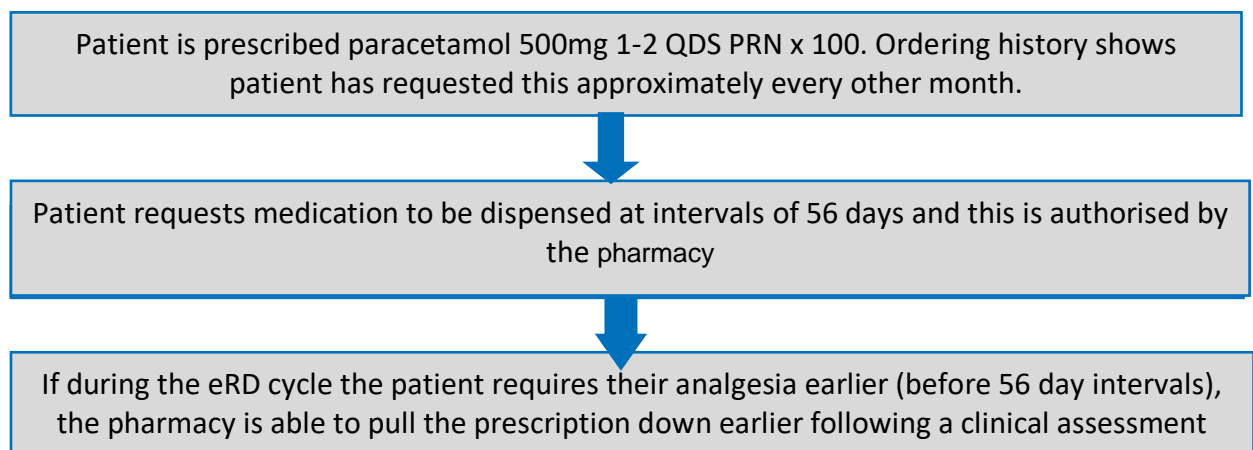 Patient is prescribed paracetamol 500mg 1-2 QDS PRN x 100. Ordering history shows
patient has requested this approximately every other month.
Patient requests medication to be dispensed at intervals of 56 days and this is authorised by
the pharmacy
If during the eRD cycle the patient requires their analgesia earlier (before 56 day intervals),
the pharmacy is able to pull the prescription down earlier following a clinical assessment